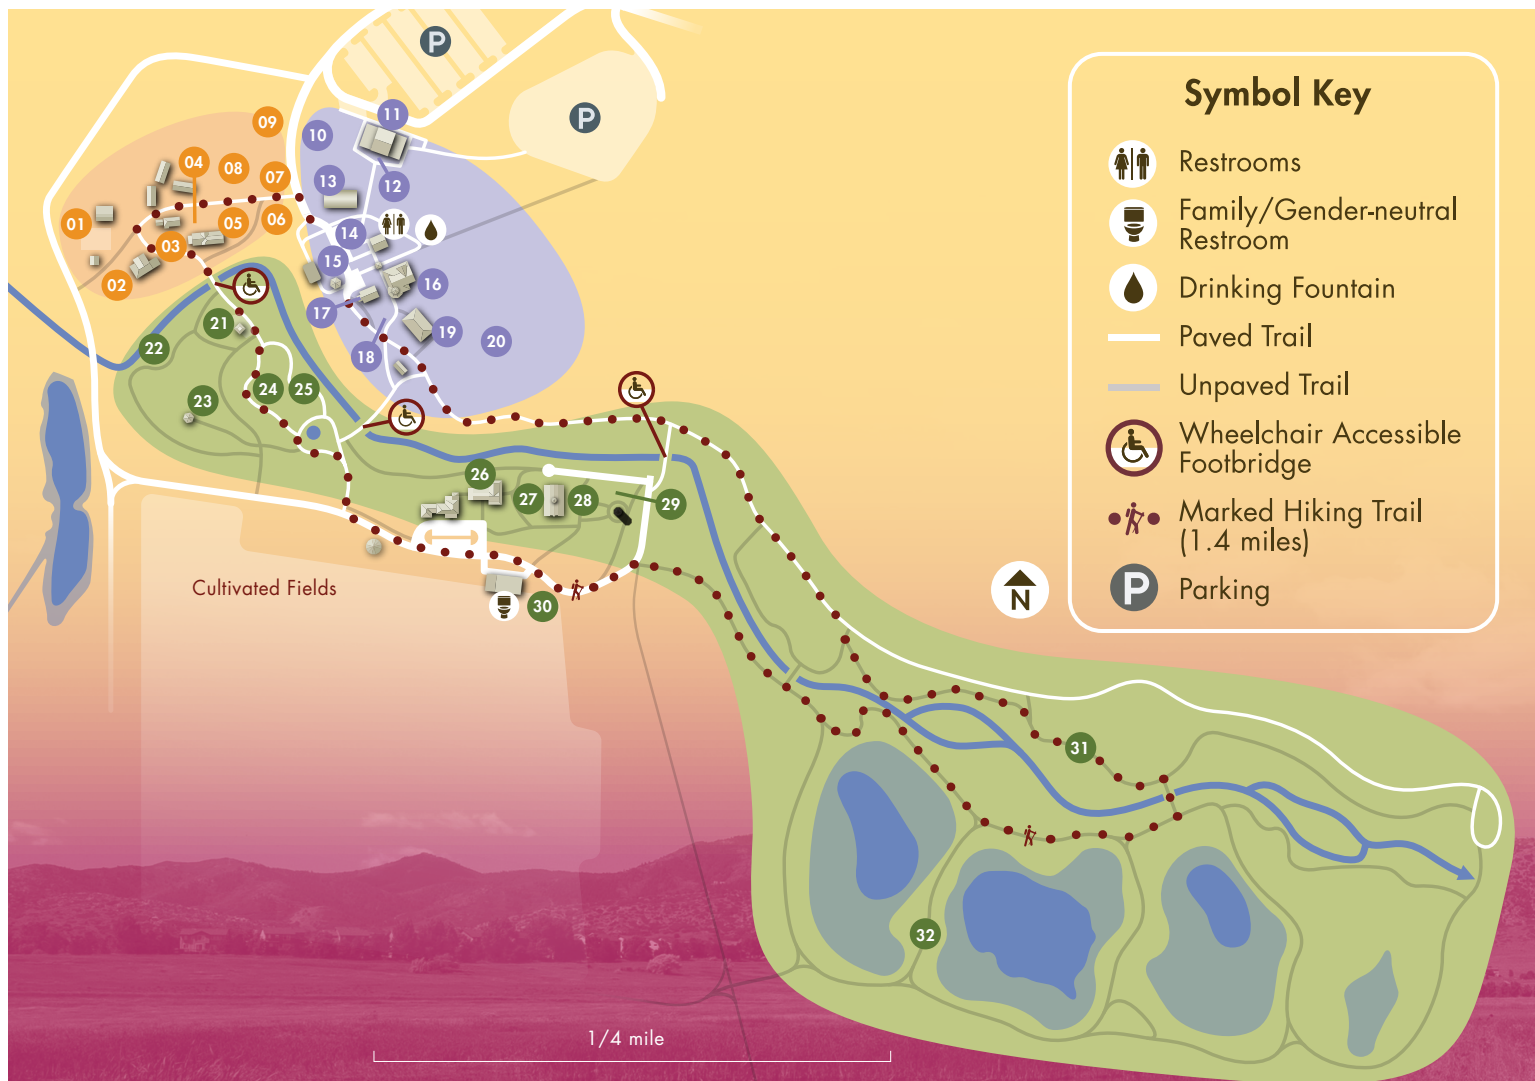 P
P
09
10
11
04
08
07
13
12
01
05
06
03
14
02
15
16
17
21
22
18
19
20
23
24
25
26
27
28
29
30
31
32
Cultivated Fields
1/4 mile
N
Symbol Key
Restrooms
Family/Gender-neutral
Restroom
Drinking Fountain
Paved Trail
Unpaved Trail
Wheelchair Accessible
Footbridge
Marked Hiking Trail
(1.4 miles)
P
Parking